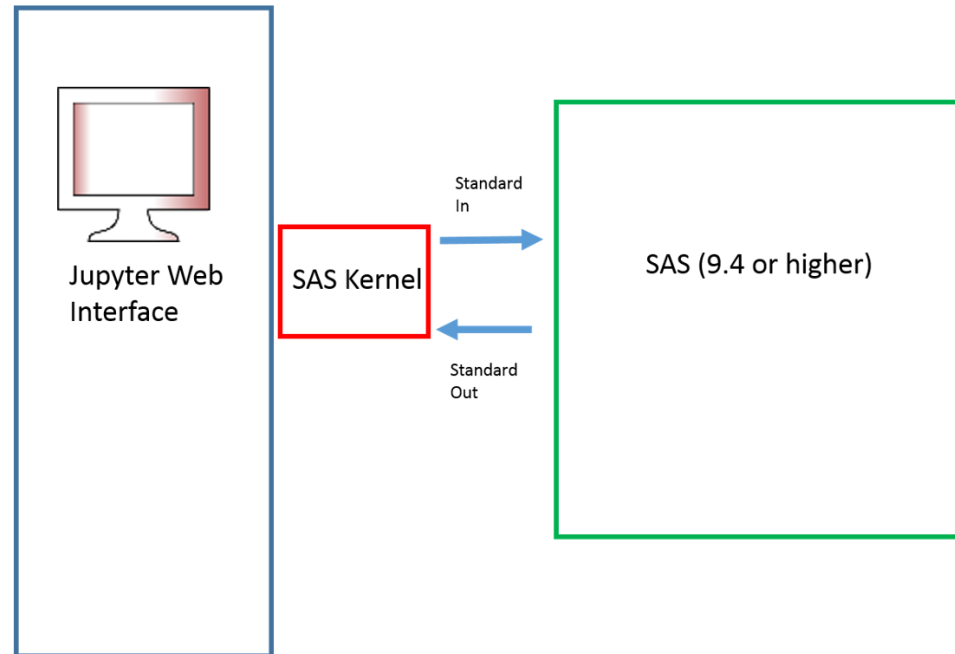 Jupyter Web
Interface
SAS Kernel
Standard
In
Standard
Out
SAS (9.4 or higher)